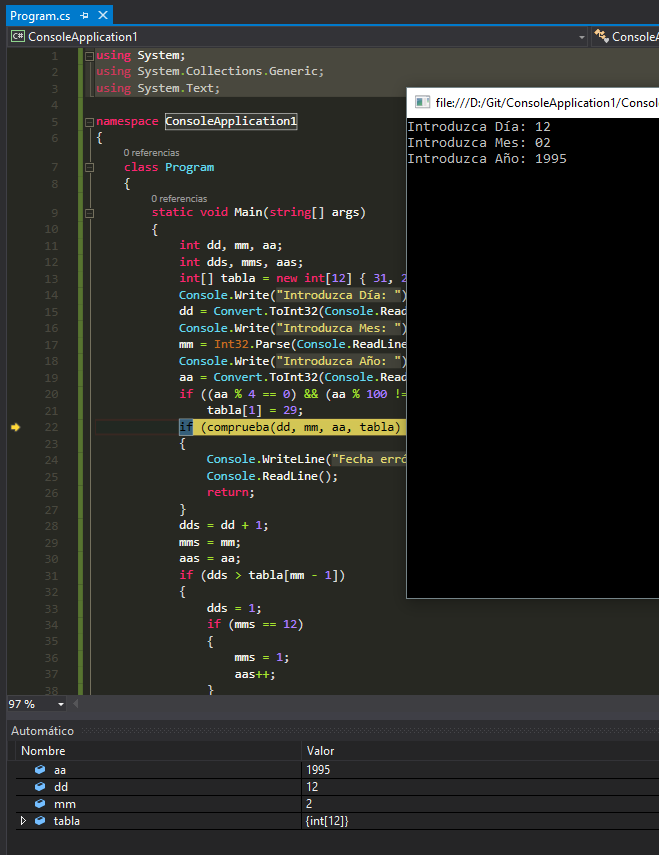 Program.cs
ConsoleApplication1
ConsoleA
1 using System;
2 using System.Collections.Generic;
3 using System.Text;
4
5 namespace ConsoleApplication1
6 {
0 referencias
7 class Program
8 {
0 referencias
9 static void Main(string[] args)
10 {
11 int dd, mm, aa;
12 int dds, mms, aas;
13 int[] tabla = new int[12] { 31, 2
14 Console.Write("Introduzca Día: ")
15 dd = Convert.ToInt32(Console.Read
16 Console.Write("Introduzca Mes: ")
17 mm = Int32.Parse(Console.ReadLine
18 Console.Write("Introduzca Año: ")
19 aa = Convert.ToInt32(Console.Read
20 if ((aa % 4 == 0) && (aa % 100 !=
21 tabla[1] = 29;
22 if (comprueba(dd, mm, aa, tabla)
23 {
24 Console.WriteLine("Fecha erró
25 Console.ReadLine();
26 return;
27 }
28 dds = dd + 1;
29 mms = mm;
30 aas = aa;
31 if (dds > tabla[mm - 1])
32 {
33 dds = 1;
34 if (mms == 12)
35 {
36 mms = 1;
37 aas++;
38 }
file:///D:/Git/ConsoleApplication1/Conso
Introduzca Día: 12
Introduzca Mes: 02
Introduzca Año: 1995
97 %
Automático
Nombre Valor
aa 1995
dd 12
mm 2
tabla {int[12]}